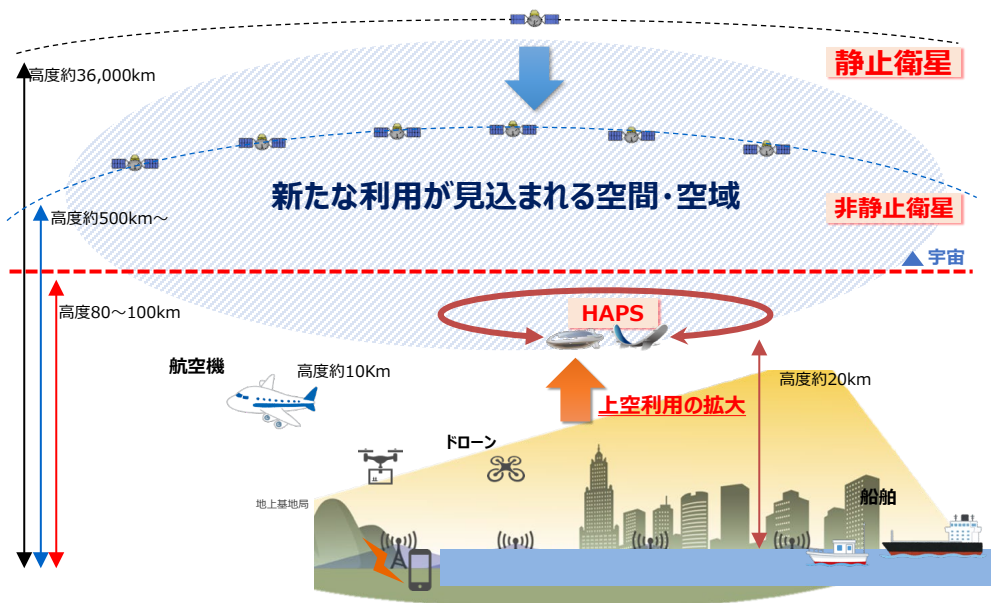 静止衛星
高度約36,000km
新たな利用が見込まれる空間・空域
非静止衛星
高度約500km～
宇宙
高度80～100km
HAPS
航空機
高度約10Km
高度約20km
上空利用の拡大
ドローン
地上基地局
船舶